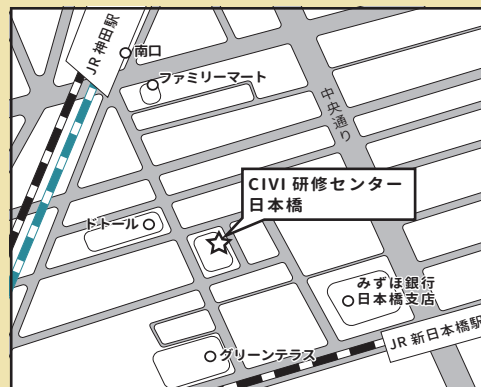 JR 神田駅
南口
ファミリーマート
中央通り
CIVI 研修センター
日本橋
ドトール
みずほ銀行
日本橋支店
JR 新日本橋駅
グリーンテラス